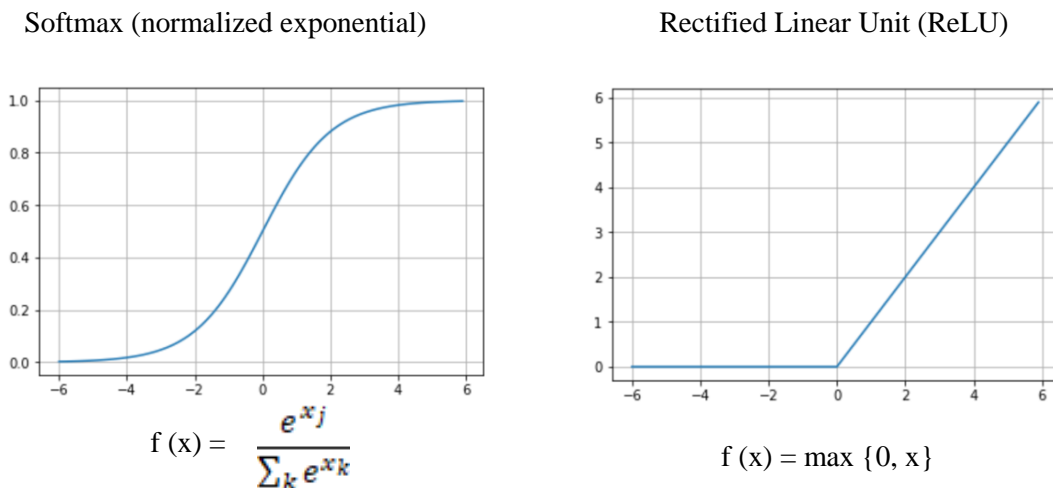 Softmax (normalized exponential)
1.0
0.8
0.6
0.4
0.2
0.0
−6 −4 −2 0 2 4 6
f (x) = e^{x_j} / ∑_k e^{x_k}
Rectified Linear Unit (ReLU)
6
5
4
3
2
1
0
−6 −4 −2 0 2 4 6
f (x) = max {0, x}